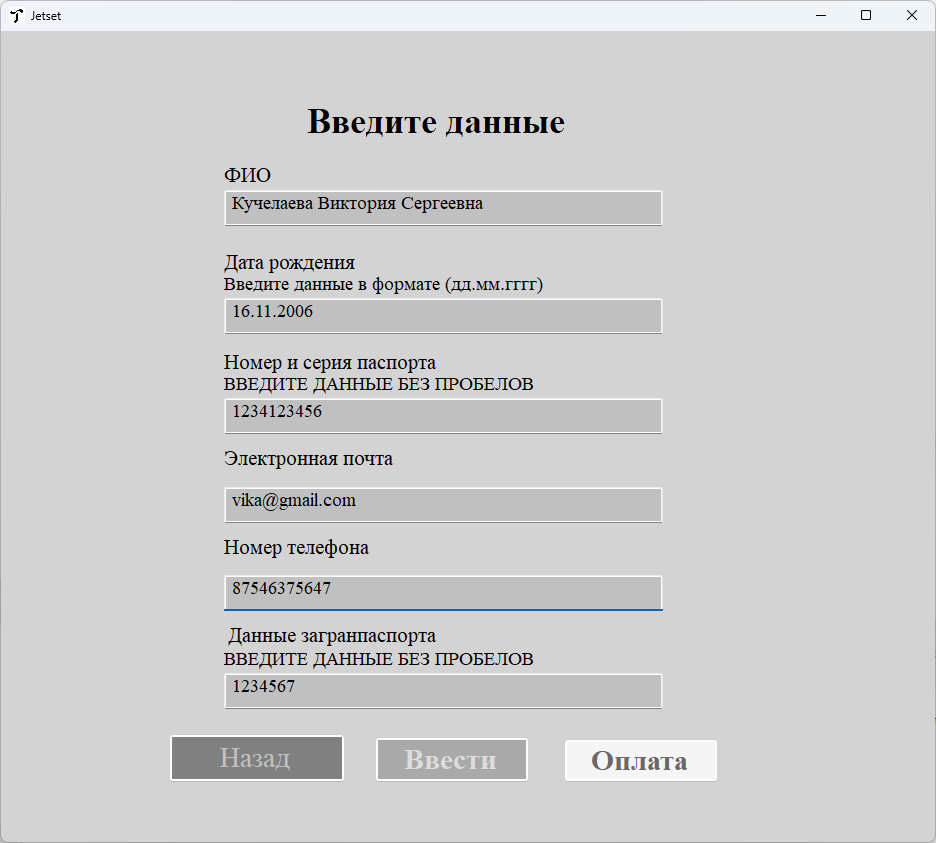 Jetset
Введите данные
ФИО
Кучелаева Виктория Сергеевна
Дата рождения
Введите данные в формате (дд.мм.гггг)
16.11.2006
Номер и серия паспорта
ВВЕДИТЕ ДАННЫЕ БЕЗ ПРОБЕЛОВ
1234123456
Электронная почта
vika@gmail.com
Номер телефона
87546375647
Данные загранпаспорта
ВВЕДИТЕ ДАННЫЕ БЕЗ ПРОБЕЛОВ
1234567
Назад Ввести Оплата